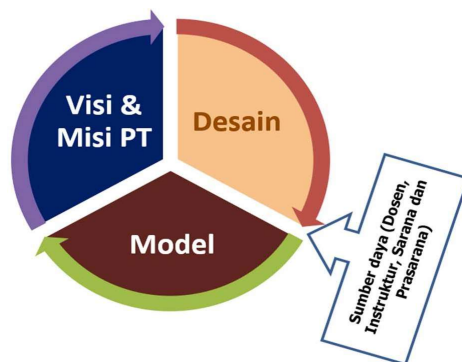 Visi &
Misi PT
Desain
Model
Sumber daya (Dosen,
Instruktur, Sarana dan
Prasarana)